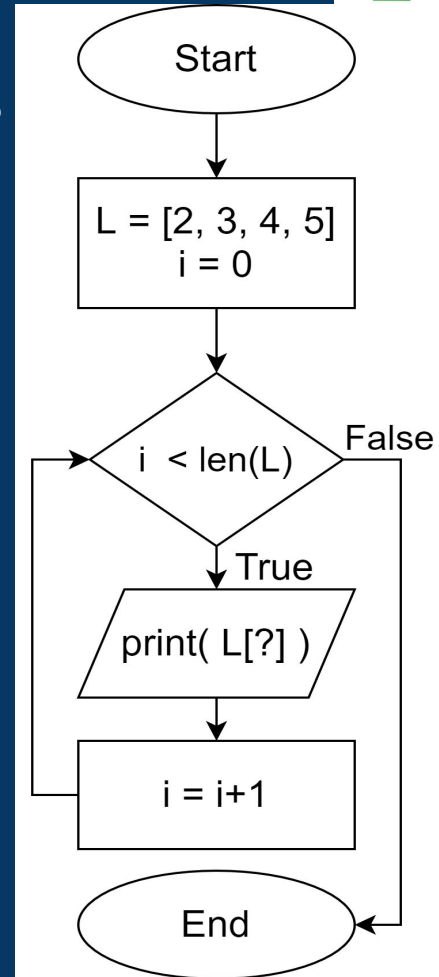 Start
L = [2, 3, 4, 5]
i = 0
i < len(L)
False
True
print( L[?] )
i = i+1
End